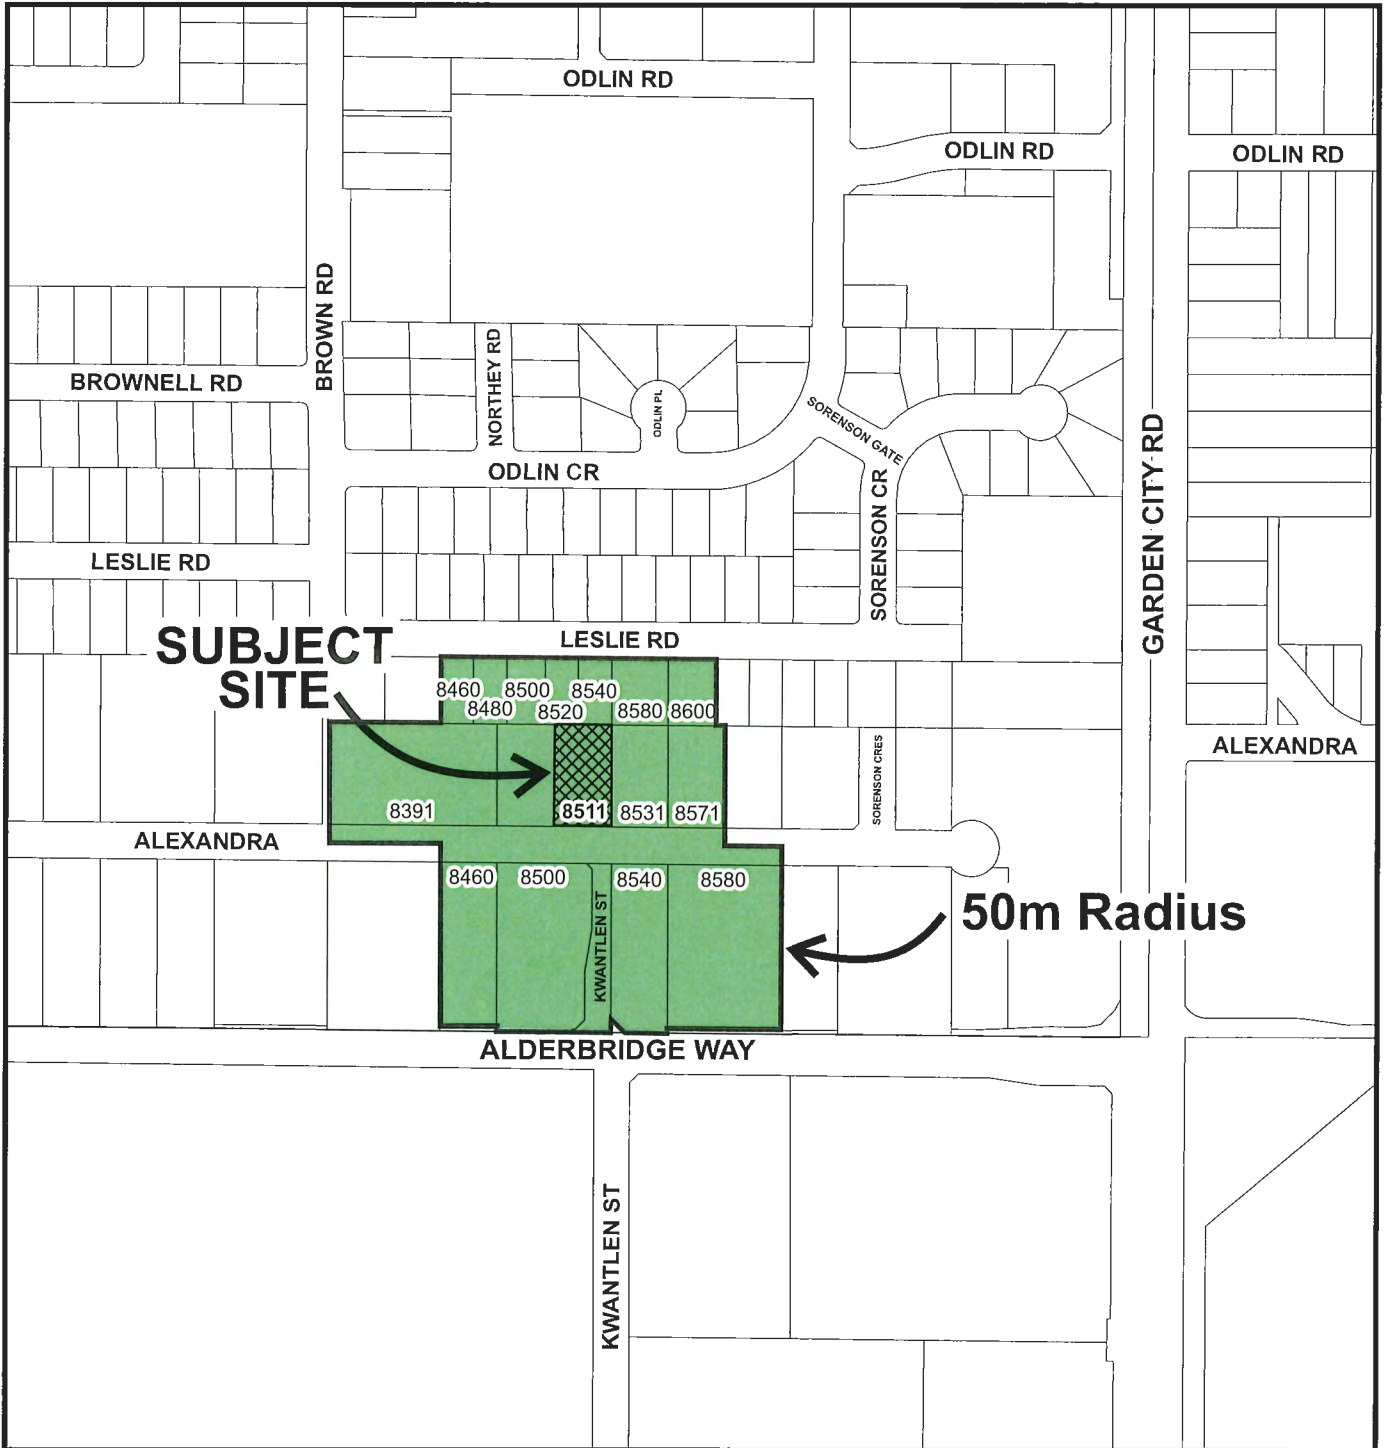 ODLIN RD
ODLIN RD
ODLIN RD
BROWN RD
NORTHEY RD
BROWNELL RD
ODLIN PL
SORENSON GATE
ODLIN CR
SORENSON CR
GARDEN CITY RD
LESLIE RD
SUBJECT
SITE
LESLIE RD
8460
8500
8540
8480
8520
8580
8600
ALEXANDRA
SORENSON CRES
8391
8511
8531
8571
ALEXANDRA
8460
8500
8540
8580
KWANTLEN ST
50m Radius
ALDERBRIDGE WAY
KWANTLEN ST